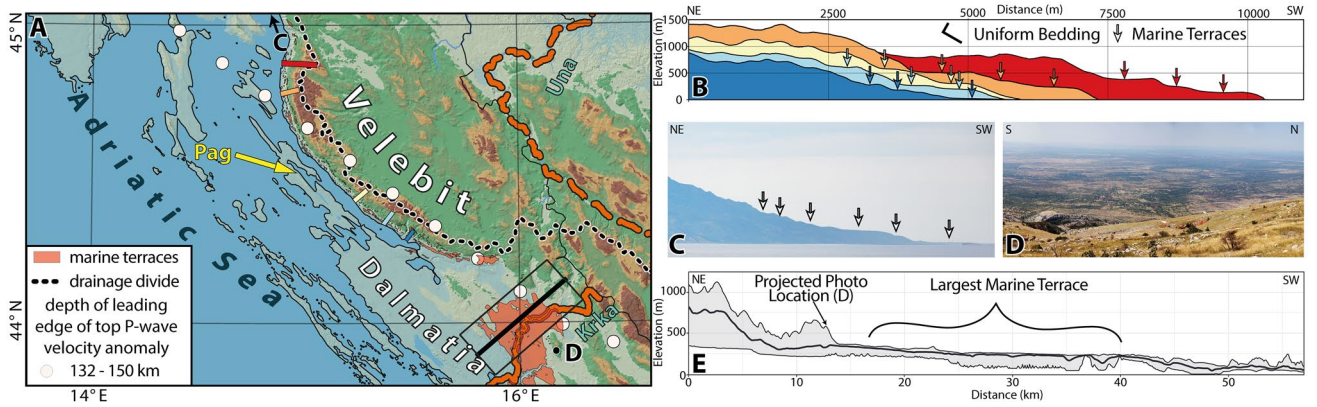 A
45°N
44°N
14°E
16°E
C
Velebit
Una
Pag
Adriatic Sea
Dalmatia
Krka
D
marine terraces
drainage divide
depth of leading
edge of top P-wave
velocity anomaly
132 - 150 km
NE
2500
5000
Distance (m)
7500
10000
SW
Elevation (m)
1500
1000
500
0
Uniform Bedding
Marine Terraces
B
NE
SW
C
S
N
D
NE
SW
Projected Photo
Location (D)
Largest Marine Terrace
Elevation (m)
1000
500
0
E
0
10
20
30
40
50
Distance (km)